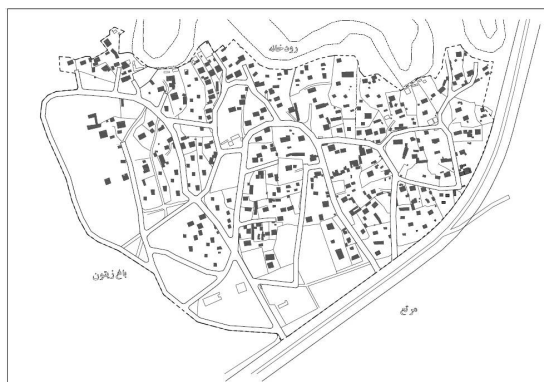 رودخانه
باغ زیتون
مرتع